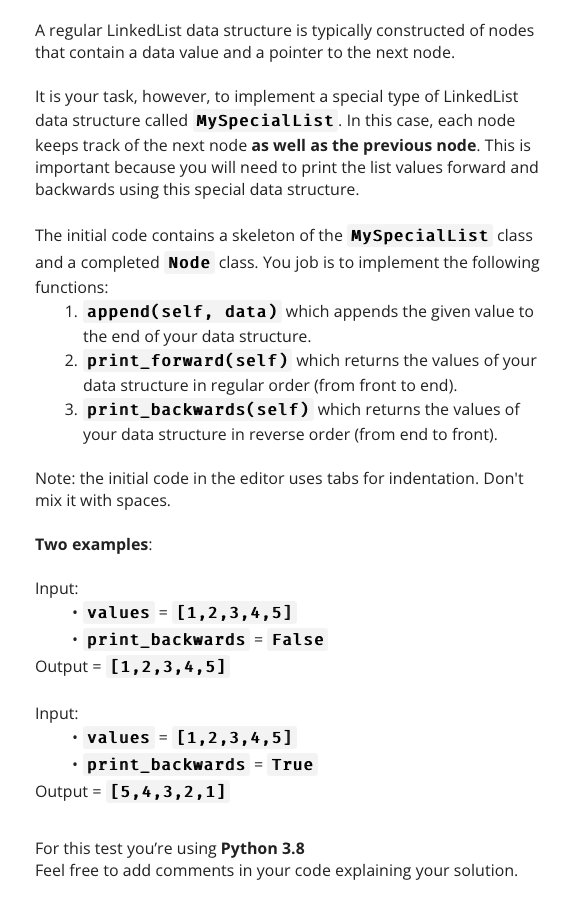 A regular LinkedList data structure is typically constructed of nodes
that contain a data value and a pointer to the next node.
It is your task, however, to implement a special type of LinkedList
data structure called MySpecialList. In this case, each node
keeps track of the next node as well as the previous node. This is
important because you will need to print the list values forward and
backwards using this special data structure.
The initial code contains a skeleton of the MySpecialList class
and a completed Node class. You job is to implement the following
functions:
1. append(self, data) which appends the given value to
the end of your data structure.
2. print_forward(self) which returns the values of your
data structure in regular order (from front to end).
3. print_backwards(self) which returns the values of
your data structure in reverse order (from end to front).
Note: the initial code in the editor uses tabs for indentation. Don't
mix it with spaces.
Two examples:
Input:
• values = [1,2,3,4,5]
• print_backwards = False
Output = [1,2,3,4,5]
Input:
• values = [1,2,3,4,5]
• print_backwards = True
Output = [5,4,3,2,1]
For this test you’re using Python 3.8
Feel free to add comments in your code explaining your solution.